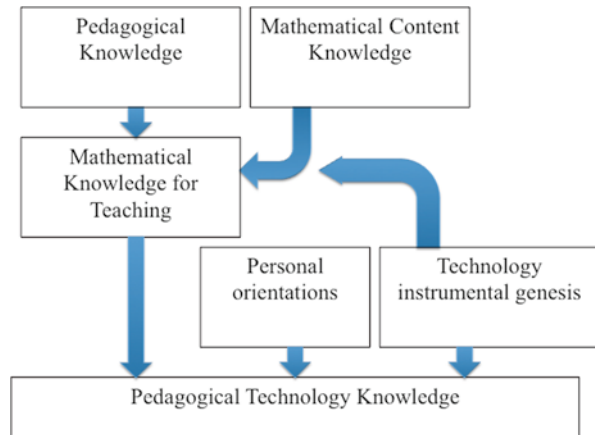 Pedagogical
Knowledge
Mathematical Content
Knowledge
Mathematical
Knowledge for
Teaching
Personal
orientations
Technology
instrumental genesis
Pedagogical Technology Knowledge